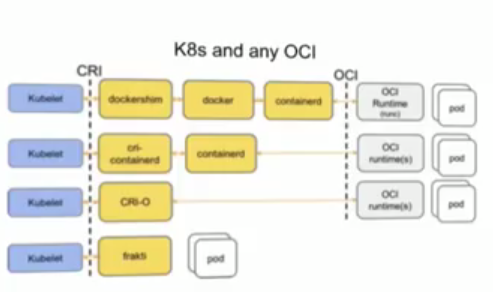 K8s and any OCI
CRI
OCI
Kubelet
dockershim
docker
containerd
OCI
Runtime
(runc)
pod
Kubelet
cri-
containerd
containerd
OCI
runtime(s)
pod
Kubelet
CRI-O
OCI
runtime(s)
pod
Kubelet
frakti
pod